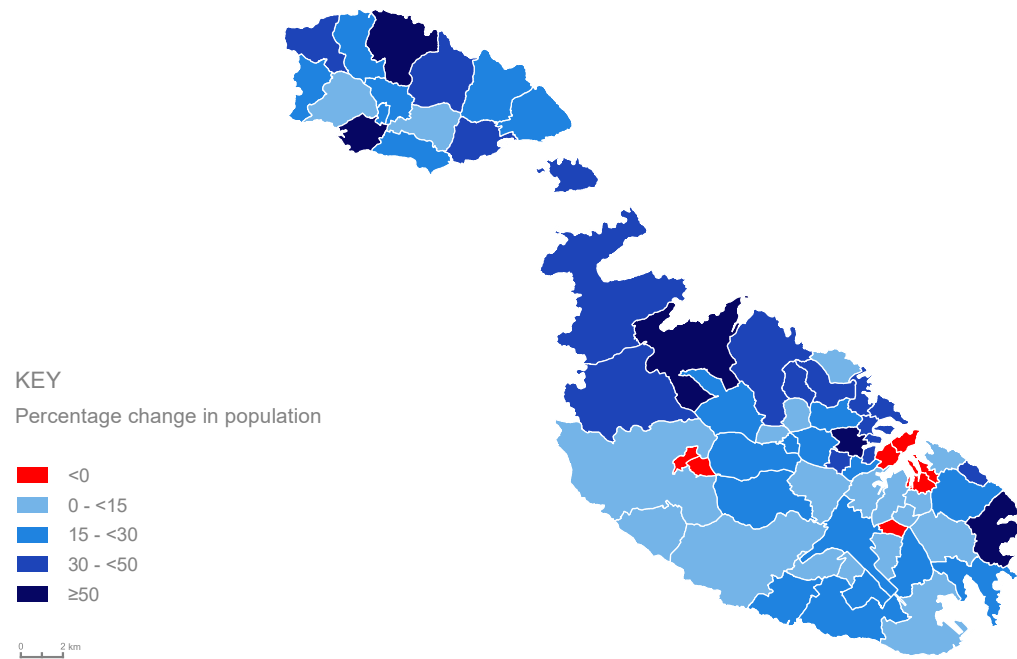 KEY
Percentage change in population
<0
0 - <15
15 - <30
30 - <50
≥50
0 2 km